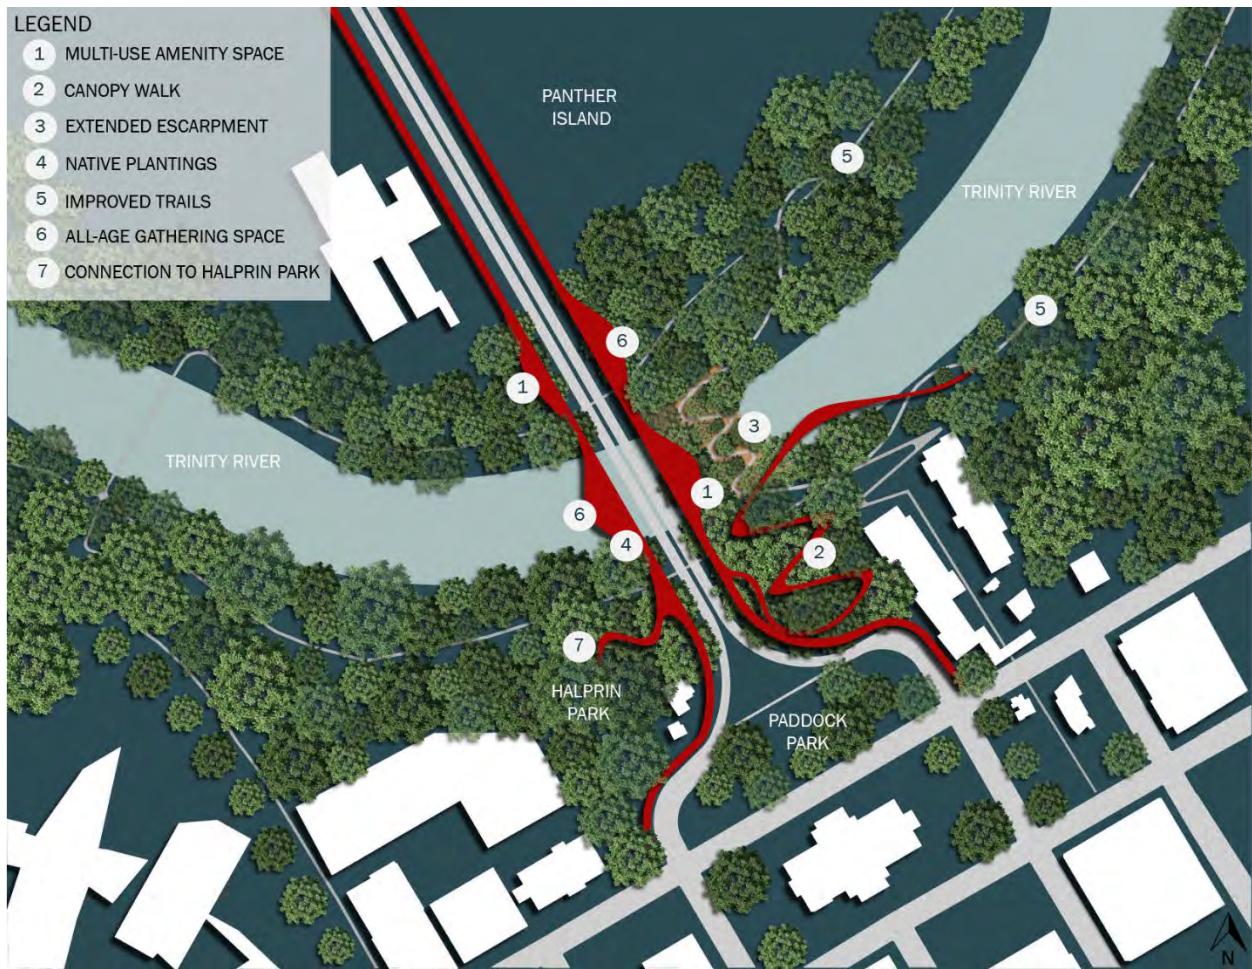 LEGEND
1 MULTI-USE AMENITY SPACE
2 CANOPY WALK
3 EXTENDED ESCARPMENT
4 NATIVE PLANTINGS
5 IMPROVED TRAILS
6 ALL-AGE GATHERING SPACE
7 CONNECTION TO HALPRIN PARK
PANTHER
ISLAND
5
TRINITY RIVER
5
6
1
3
TRINITY RIVER
1
6
4
2
7
HALPRIN
PARK
PADDOCK
PARK
N